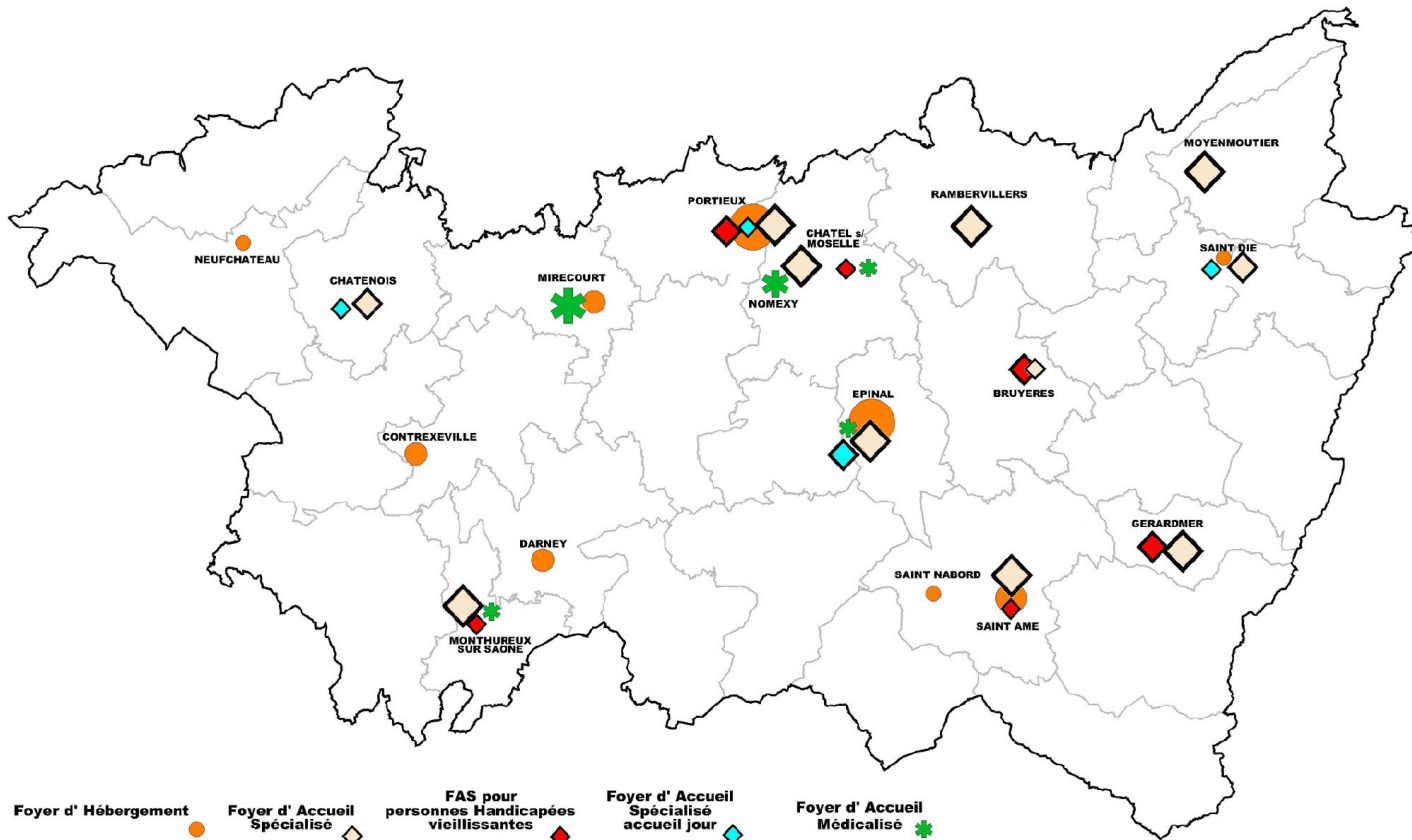 MOYENMOUTIER
RAMBERVILLERS
PORTIEUX
CHATEL s/
MOSELLE
SAINT DIE
NEUFCHATEAU
CHATENOIS
MIRECOURT
NOMEXY
BRUYERES
EPINAL
CONTREXEVILLE
GERARDMER
DARNEY
SAINT NABORD
SAINT AME
MONTHUREUX
SUR SAONE
Foyer d' Hébergement
Foyer d' Accueil
Spécialisé
FAS pour
personnes Handicapées
vieillissantes
Foyer d' Accueil
Spécialisé
accueil jour
Foyer d' Accueil
Médicalisé